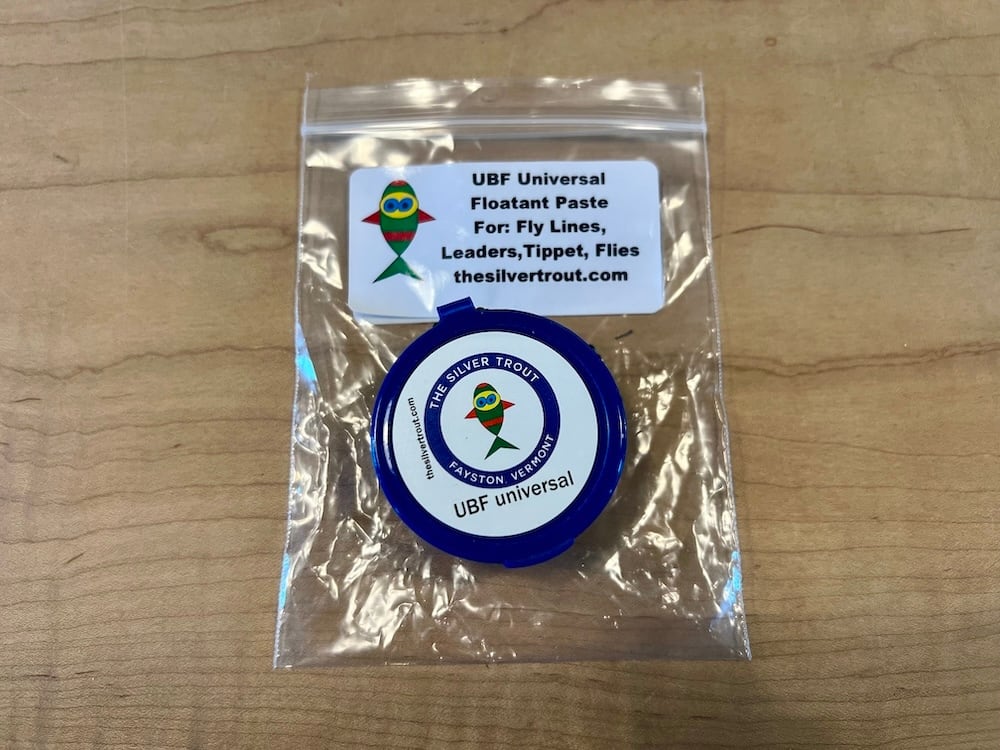 UBF Universal
Floatant Paste
For: Fly Lines,
Leaders,Tippet, Flies
thesilvertrout.com
THE SILVER TROUT
thesilvertrout.com
FAYSTON, VERMONT
UBF universal